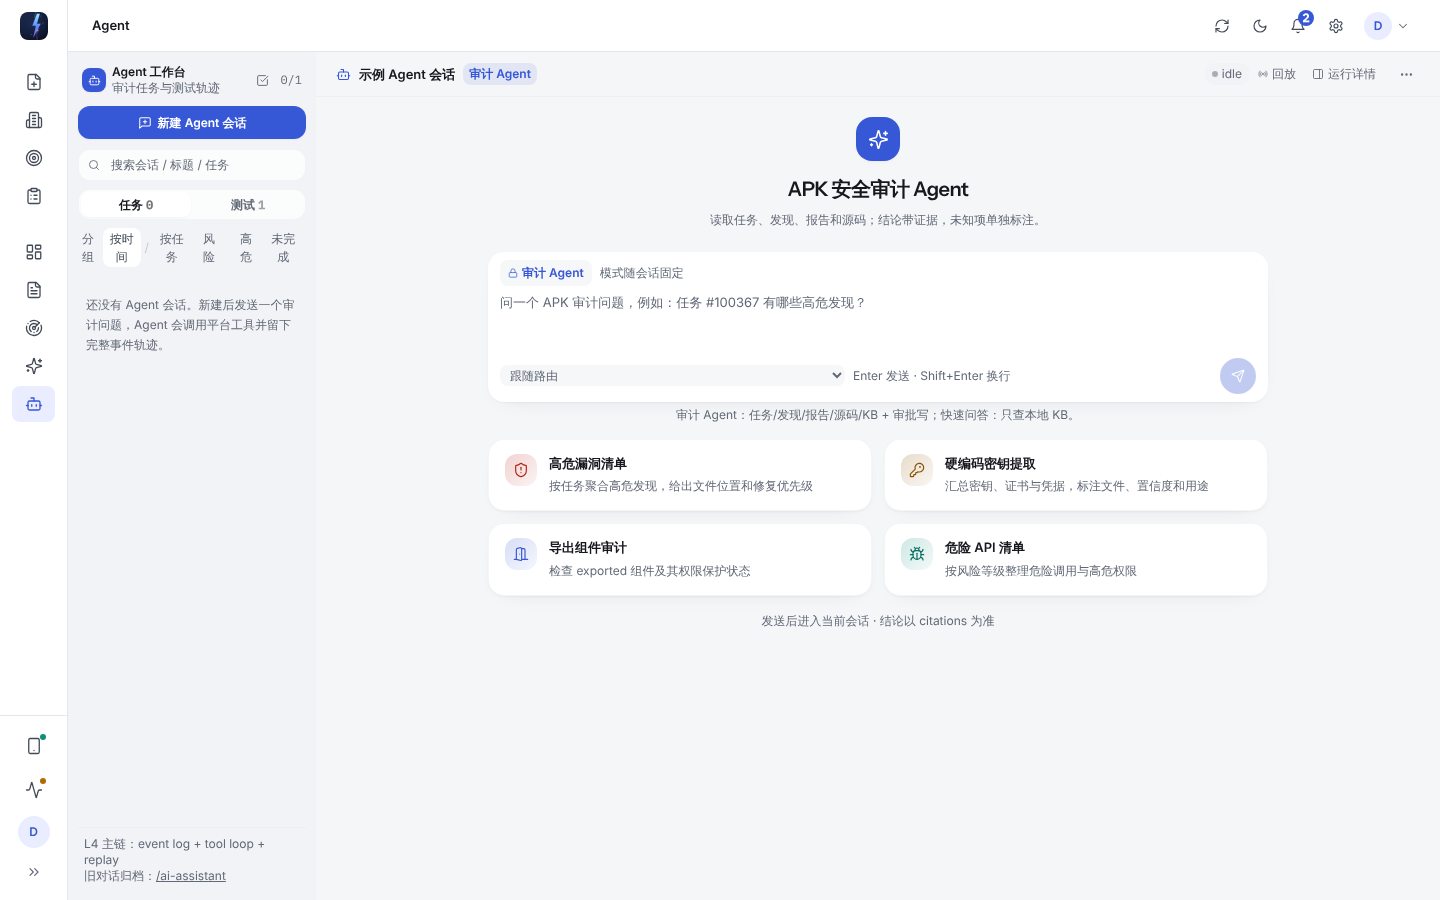 Agent
2
D
Agent 工作台
审计任务与测试轨迹
0/1
新建 Agent 会话
搜索会话 / 标题 / 任务
任务 0
测试 1
分组
按时间
/
按任务
风险
高危
未完成
还没有 Agent 会话。新建后发送一个审
计问题，Agent 会调用平台工具并留下
完整事件轨迹。
L4 主链：event log + tool loop +
replay
旧对话归档：/ai-assistant
D
示例 Agent 会话
审计 Agent
idle
回放
运行详情
APK 安全审计 Agent
读取任务、发现、报告和源码；结论带证据，未知项单独标注。
审计 Agent
模式随会话固定
问一个 APK 审计问题，例如：任务 #100367 有哪些高危发现？
跟随路由
Enter 发送 · Shift+Enter 换行
审计 Agent：任务/发现/报告/源码/KB + 审批写；快速问答：只查本地 KB。
高危漏洞清单
按任务聚合高危发现，给出文件位置和修复优先级
硬编码密钥提取
汇总密钥、证书与凭据，标注文件、置信度和用途
导出组件审计
检查 exported 组件及其权限保护状态
危险 API 清单
按风险等级整理危险调用与高危权限
发送后进入当前会话 · 结论以 citations 为准